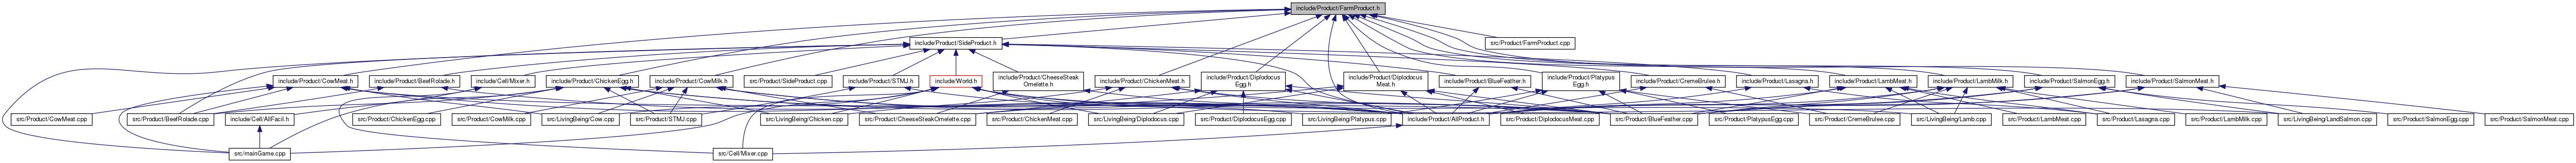 include/Product/FarmProduct.h
include/Product/SideProduct.h
src/Product/FarmProduct.cpp
include/Product/CowMeat.h
include/Product/BeefRolade.h
include/Cell/Mixer.h
include/Product/ChickenEgg.h
include/Product/CowMilk.h
src/Product/SideProduct.cpp
include/Product/STMJ.h
include/World.h
include/Product/CheeseSteak
Omelette.h
include/Product/ChickenMeat.h
include/Product/Diplodocus
Egg.h
include/Product/Diplodocus
Meat.h
include/Product/BlueFeather.h
include/Product/Platypus
Egg.h
include/Product/CremeBrulee.h
include/Product/Lasagna.h
include/Product/LambMeat.h
include/Product/LambMilk.h
include/Product/SalmonEgg.h
include/Product/SalmonMeat.h
src/Product/CowMeat.cpp
src/Product/BeefRolade.cpp
include/Cell/AllFacil.h
src/Product/ChickenEgg.cpp
src/Product/CowMilk.cpp
src/LivingBeing/Cow.cpp
src/Product/STMJ.cpp
src/LivingBeing/Chicken.cpp
src/Product/CheeseSteakOmelette.cpp
src/Product/ChickenMeat.cpp
src/LivingBeing/Diplodocus.cpp
src/Product/DiplodocusEgg.cpp
src/LivingBeing/Platypus.cpp
include/Product/AllProduct.h
src/Product/DiplodocusMeat.cpp
src/Product/BlueFeather.cpp
src/Product/PlatypusEgg.cpp
src/Product/CremeBrulee.cpp
src/LivingBeing/Lamb.cpp
src/Product/LambMeat.cpp
src/Product/Lasagna.cpp
src/Product/LambMilk.cpp
src/LivingBeing/LandSalmon.cpp
src/Product/SalmonEgg.cpp
src/Product/SalmonMeat.cpp
src/mainGame.cpp
src/Cell/Mixer.cpp